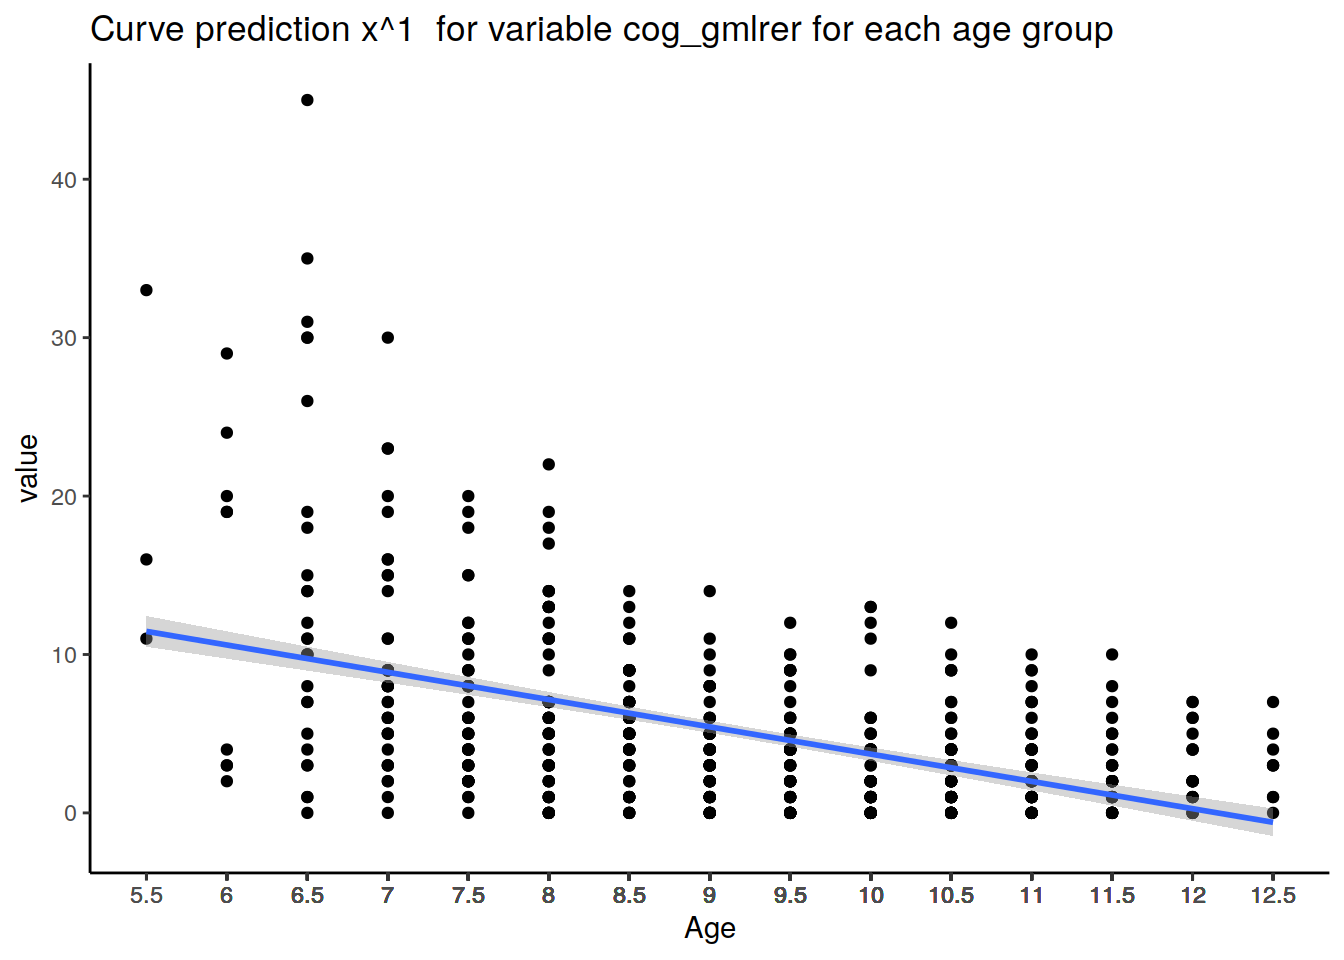 Curve prediction x^1  for variable cog_gmlrer for each age group
40
30
20
10
0
value
5.5 6 6.5 7 7.5 8 8.5 9 9.5 10 10.5 11 11.5 12 12.5
Age